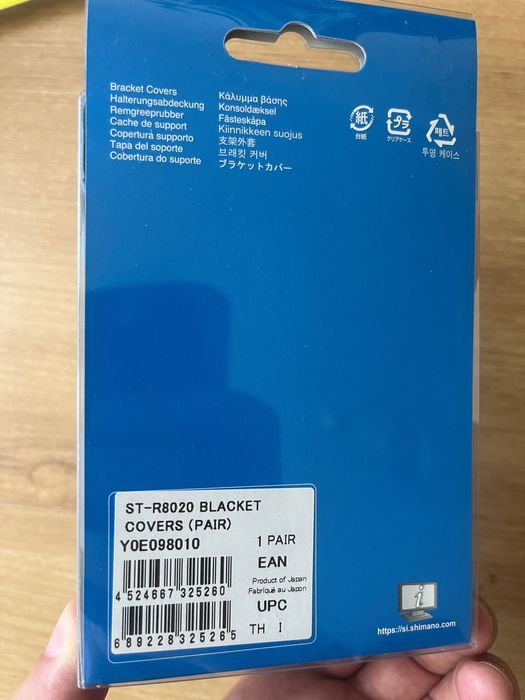 Bracket Covers
Halterungsabdeckung
Remgreeprubber
Cache de support
Copertura supporto
Tapa del soporte
Cobertura do suporte
Κάλυμμα βάσης
Konsoldæksel
Fästeskåpa
Kiinnikkeen suojus
支架外套
브래킷 커버
ブラケットカバー
紙
台紙
プラ
クリアケース
페트
투명 케이스
ST-R8020 BLACKET
COVERS (PAIR)
Y0E098010
1 PAIR
4 524667 325260
EAN
Product of Japan
Fabriqué au Japon
6 89228 32526 5
UPC
TH I
i
https://si.shimano.com